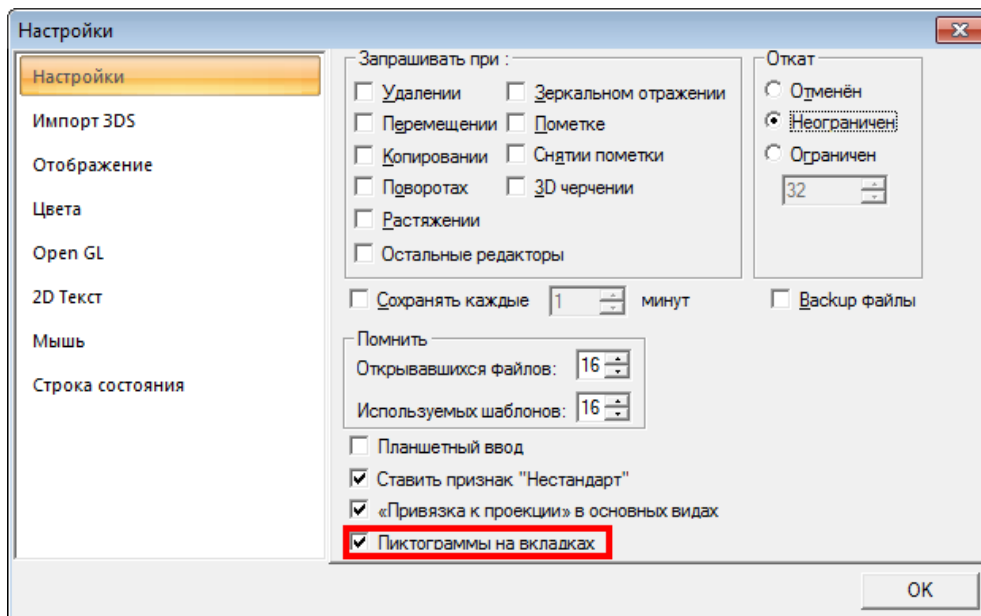 Настройки
Настройки
Импорт 3DS
Отображение
Цвета
Open GL
2D Текст
Мышь
Строка состояния
Запрашивать при :
Удалении Зеркальном отражении
Перемещении Пометке
Копировании Снятии пометки
Поворотах 3D черчении
Растяжении
Остальные редакторы
Откат
Отменён
Неограничен
Ограничен
32
Сохранять каждые 1 минут Backup файлы
Помнить
Открывавшихся файлов: 16
Используемых шаблонов: 16
Планшетный ввод
Ставить признак "Нестандарт"
«Привязка к проекции» в основных видах
Пиктограммы на вкладках
OK